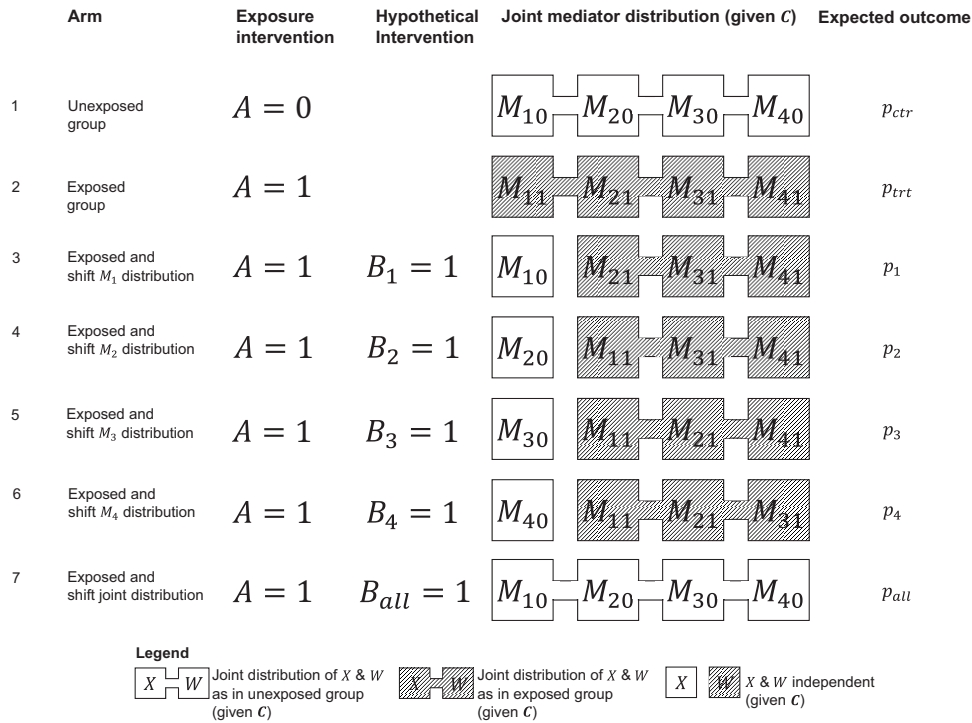 Arm Exposure intervention Hypothetical Intervention Joint mediator distribution (given C) Expected outcome
1 Unexposed group A = 0 M10 M20 M30 M40 p_ctr
2 Exposed group A = 1 M11 M21 M31 M41 p_trt
3 Exposed and shift M1 distribution A = 1 B1 = 1 M10 M21 M31 M41 p1
4 Exposed and shift M2 distribution A = 1 B2 = 1 M20 M11 M31 M41 p2
5 Exposed and shift M3 distribution A = 1 B3 = 1 M30 M11 M21 M41 p3
6 Exposed and shift M4 distribution A = 1 B4 = 1 M40 M11 M21 M31 p4
7 Exposed and shift joint distribution A = 1 B_all = 1 M10 M20 M30 M40 p_all
Legend
X W Joint distribution of X & W as in unexposed group (given C)
X W Joint distribution of X & W as in exposed group (given C)
X W X & W independent (given C)